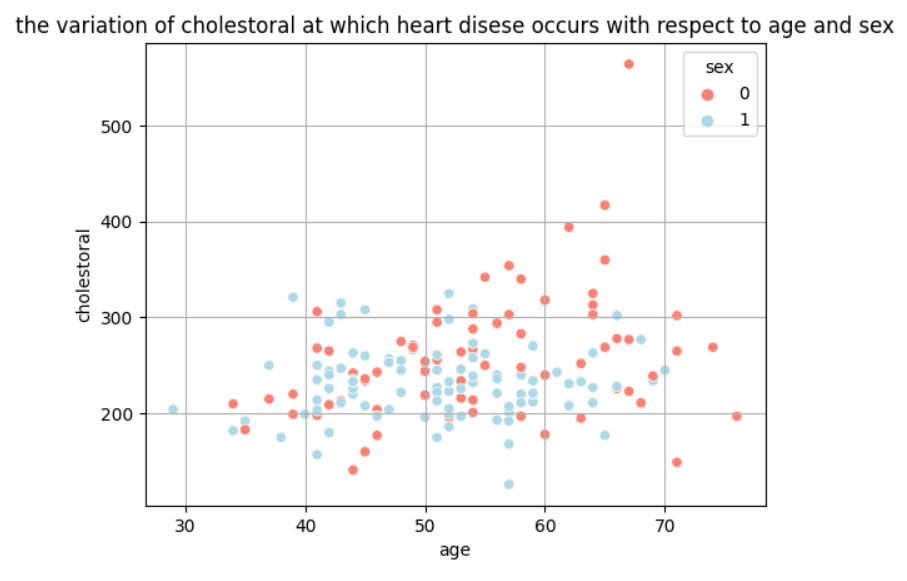 the variation of cholestoral at which heart disese occurs with respect to age and sex
sex
0
1
500
400
300
200
cholestoral
30 40 50 60 70
age